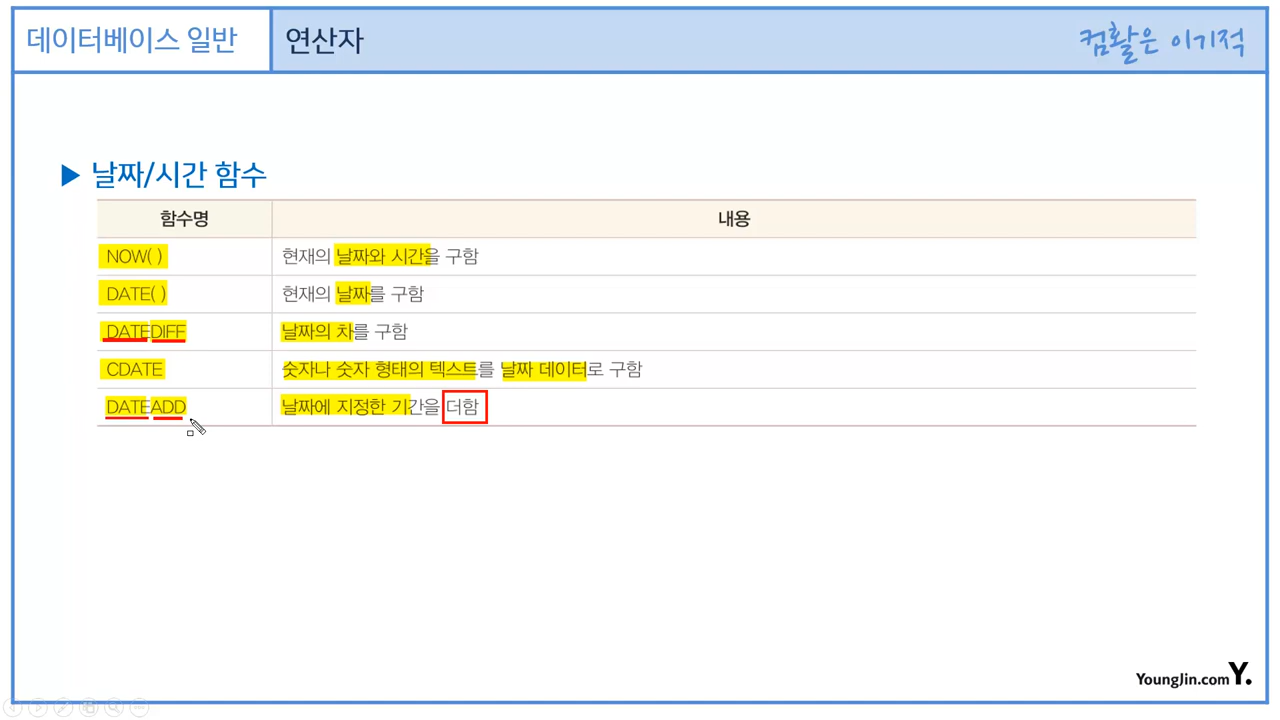 데이터베이스 일반
연산자
컴활은 이기적
▶ 날짜/시간 함수
함수명 내용
NOW( ) 현재의 날짜와 시간을 구함
DATE( ) 현재의 날짜를 구함
DATEDIFF 날짜의 차를 구함
CDATE 숫자나 숫자 형태의 텍스트를 날짜 데이터로 구함
DATEADD 날짜에 지정한 기간을 더함
YoungJin.com Y.